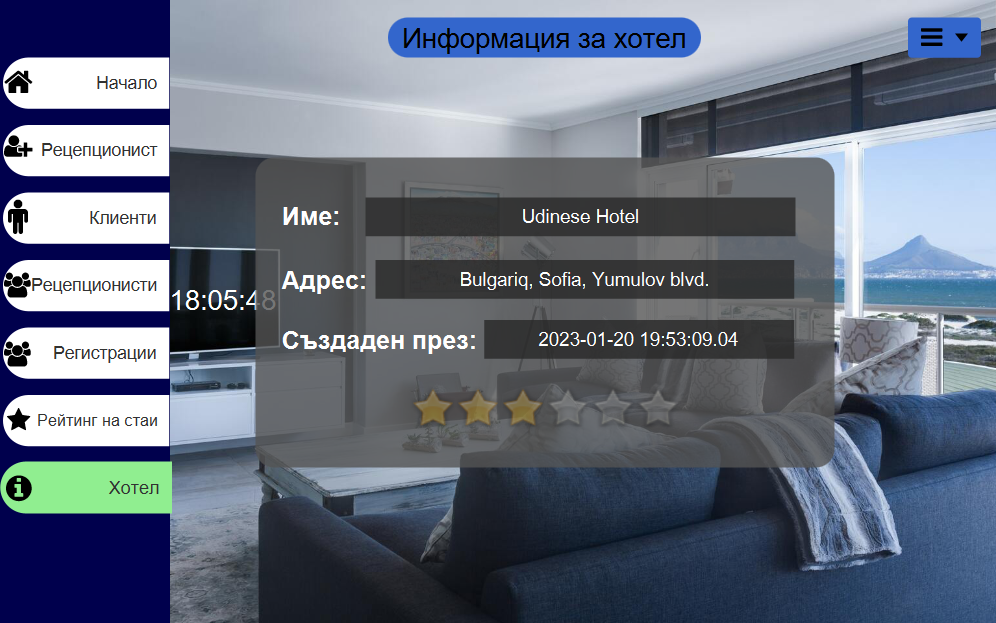 Информация за хотел
Начало
Рецепционист
Клиенти
Рецепционисти
Регистрации
Рейтинг на стаи
Хотел
18:05:48
Име: Udinese Hotel
Адрес: Bulgariq, Sofia, Yumulov blvd.
Създаден през: 2023-01-20 19:53:09.04